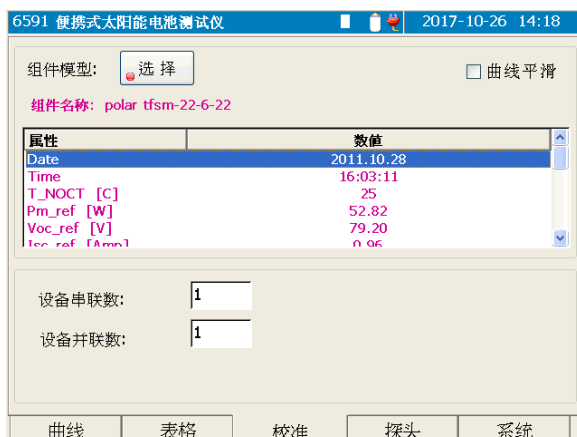 6591 便携式太阳能电池测试仪 2017-10-26 14:18
组件模型: 选择 曲线平滑
组件名称: polar tfsm-22-6-22
属性 数值
Date 2011.10.28
Time 16:03:11
T_NOCT [C] 25
Pm_ref [W] 52.82
Voc_ref [V] 79.20
Isc_ref [Amp] 0.96
设备串联数: 1
设备并联数: 1
曲线 表格 校准 探头 系统